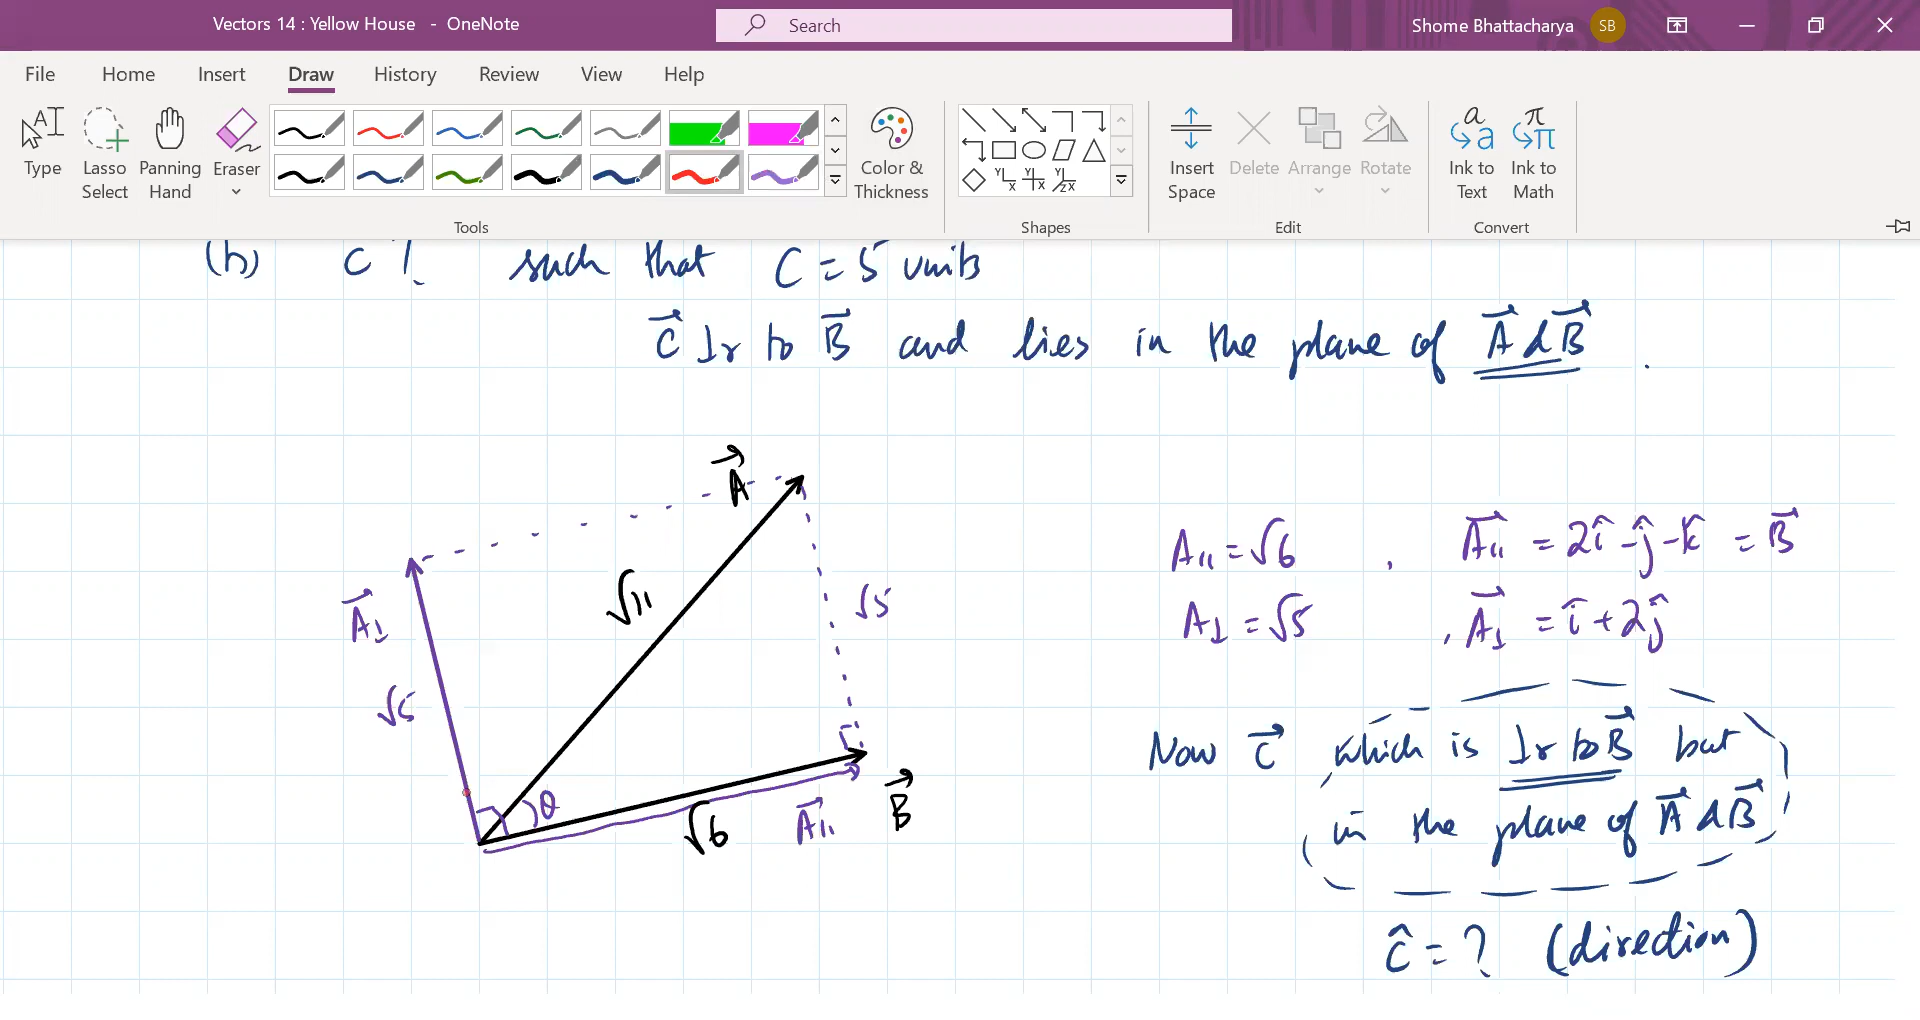 Vectors 14 : Yellow House - OneNote
Search
Shome Bhattacharya SB
File Home Insert Draw History Review View Help
Type
Lasso Select
Panning Hand
Eraser
Color & Thickness
Insert Space
Delete
Arrange
Rotate
Ink to Text
Ink to Math
Tools
Shapes
Edit
Convert
(b) C ? such that C = 5 units
C⃗ ⊥r to B⃗ and lies in the plane of A⃗ & B⃗ .
A⃗
√11
A⃗⊥
√5
√5
θ
√6
A⃗∥
B⃗
A∥ = √6 , A⃗∥ = 2î - ĵ - k̂ = B⃗
A⊥ = √5 , A⃗⊥ = î + 2ĵ
Now C⃗ which is ⊥r to B⃗ but
in the plane of A⃗ & B⃗
Ĉ = ? (direction)